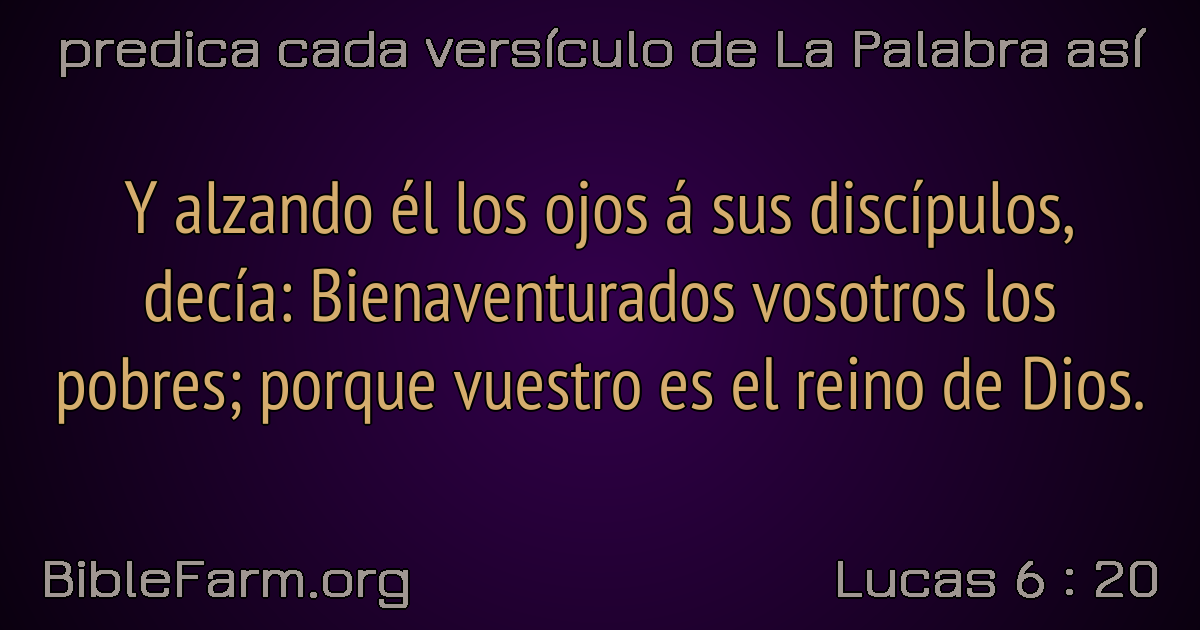 predica cada versículo de La Palabra así
Y alzando él los ojos á sus discípulos,
decía: Bienaventurados vosotros los
pobres; porque vuestro es el reino de Dios.
BibleFarm.org
Lucas 6 : 20